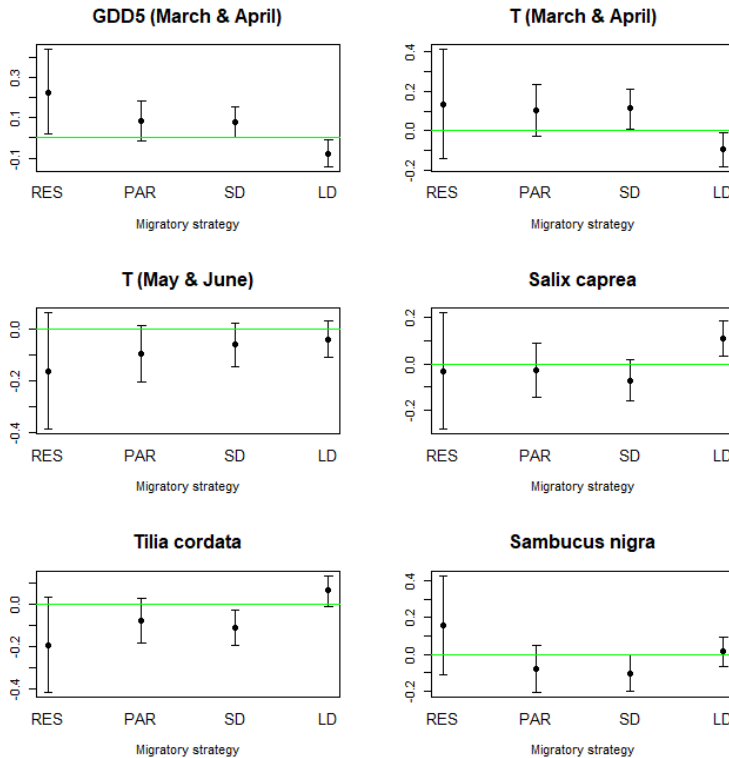 GDD5 (March & April)
-0.1 0.1 0.3
RES PAR SD LD
Migratory strategy
T (March & April)
-0.2 0.0 0.2 0.4
RES PAR SD LD
Migratory strategy
T (May & June)
-0.4 -0.2 0.0
RES PAR SD LD
Migratory strategy
Salix caprea
-0.2 0.0 0.2
RES PAR SD LD
Migratory strategy
Tilia cordata
-0.4 -0.2 0.0
RES PAR SD LD
Migratory strategy
Sambucus nigra
-0.2 0.0 0.2 0.4
RES PAR SD LD
Migratory strategy